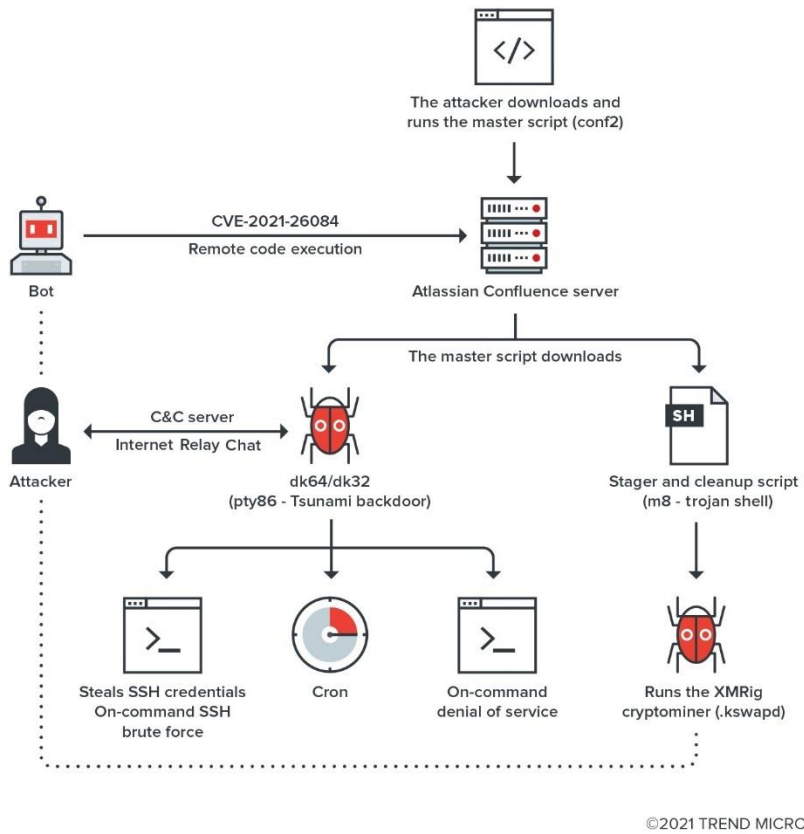 </>
The attacker downloads and
runs the master script (conf2)
CVE-2021-26084
Remote code execution
Bot
Atlassian Confluence server
The master script downloads
C&C server
Internet Relay Chat
SH
Attacker
dk64/dk32
(pty86 - Tsunami backdoor)
Stager and cleanup script
(m8 - trojan shell)
>_
>_
Steals SSH credentials
On-command SSH
brute force
Cron
On-command
denial of service
Runs the XMRig
cryptominer (.kswapd)
©2021 TREND MICRO